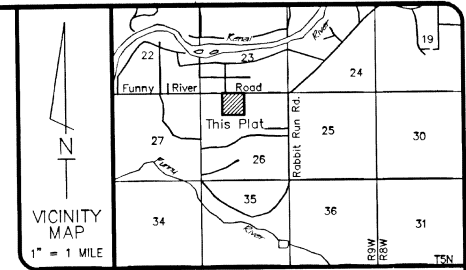 N
VICINITY
MAP
1" = 1 MILE
Kenai River
22
23
24
19
Funny River Road
This Plat
27
26
25
30
Rabbit Run Rd.
Funny River
34
35
36
31
R9W
R8W
T5N